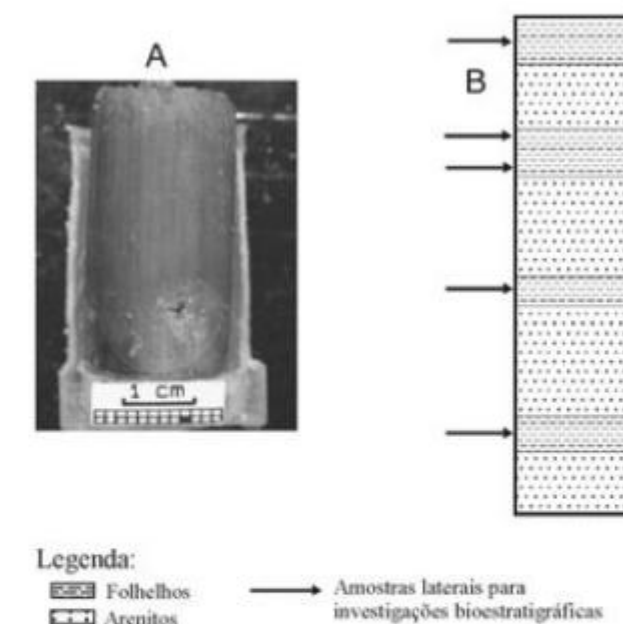 A
B
1 cm
Legenda:
Folhelhos
Arenitos
Amostras laterais para
investigações bioestratigráficas